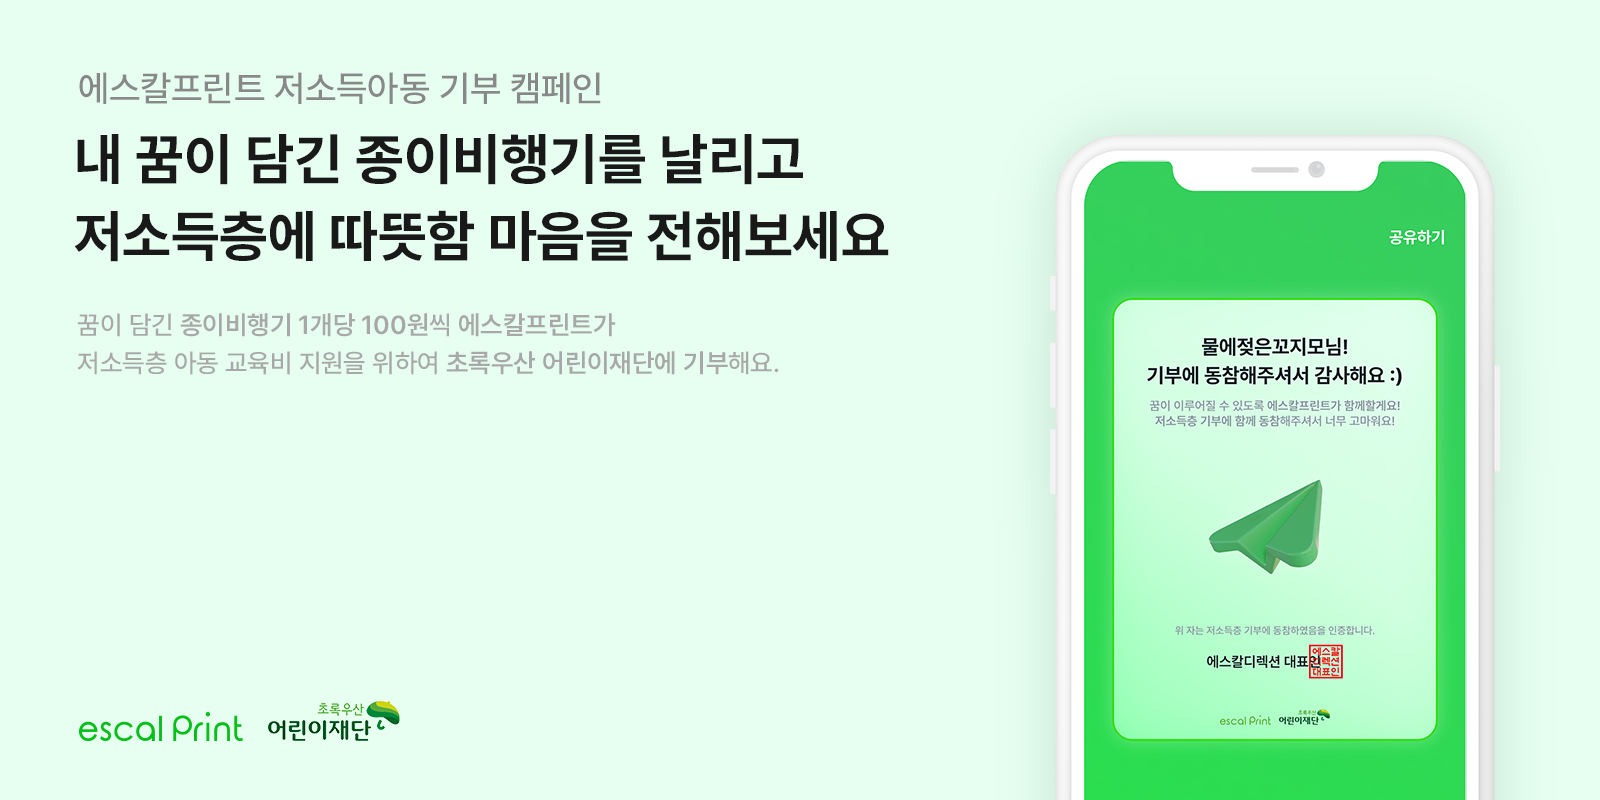 에스칼프린트 저소득아동 기부 캠페인
내 꿈이 담긴 종이비행기를 날리고
저소득층에 따뜻함 마음을 전해보세요
꿈이 담긴 종이비행기 1개당 100원씩 에스칼프린트가
저소득층 아동 교육비 지원을 위하여 초록우산 어린이재단에 기부해요.
escal Print
초록우산
어린이재단
공유하기
물에젖은꼬지모님!
기부에 동참해주셔서 감사해요 :)
꿈이 이루어질 수 있도록 에스칼프린트가 함께할게요!
저소득층 기부에 함께 동참해주셔서 너무 고마워요!
위 자는 저소득층 기부에 동참하였음을 인증합니다.
에스칼디렉션 대표인
에스칼
디렉션
대표인
escal Print
초록우산
어린이재단